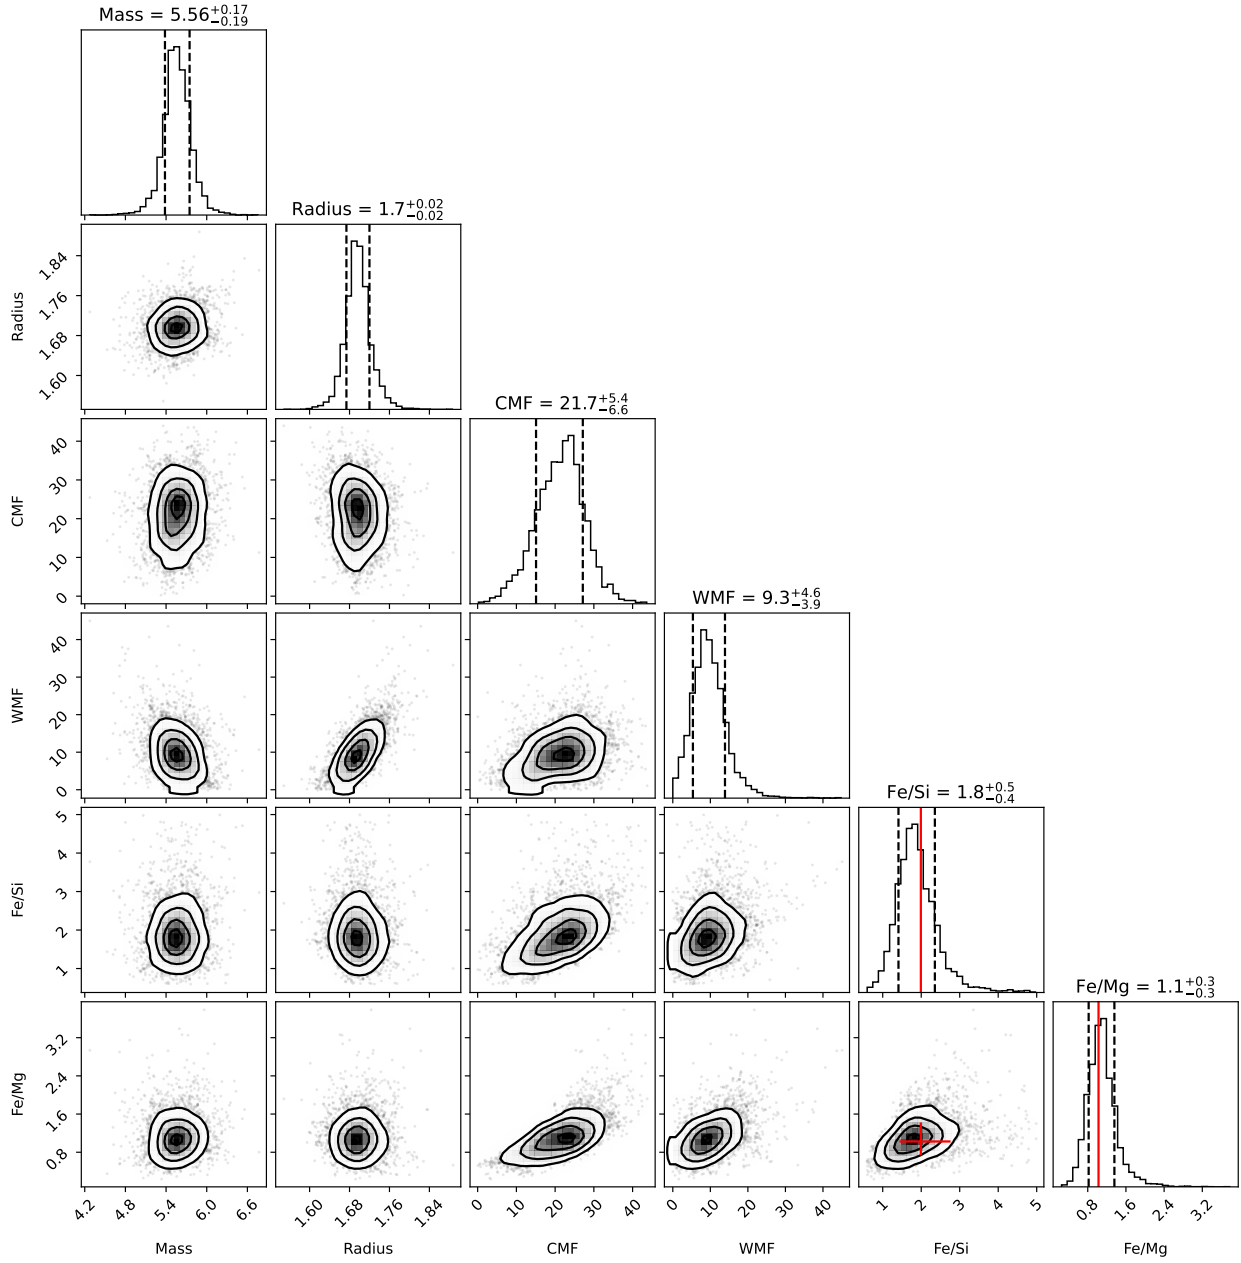 Mass = 5.56 +0.17 −0.19
Radius = 1.7 +0.02 −0.02
1.84
1.76
1.68
1.60
Radius
CMF = 21.7 +5.4 −6.6
40
30
20
10
0
CMF
WMF = 9.3 +4.6 −3.9
40
30
20
10
0
WMF
Fe/Si = 1.8 +0.5 −0.4
5
4
3
2
1
Fe/Si
Fe/Mg = 1.1 +0.3 −0.3
3.2
2.4
1.6
0.8
Fe/Mg
4.2 4.8 5.4 6.0 6.6 1.60 1.68 1.76 1.84 0 10 20 30 40 0 10 20 30 40 1 2 3 4 5 0.8 1.6 2.4 3.2
Mass Radius CMF WMF Fe/Si Fe/Mg